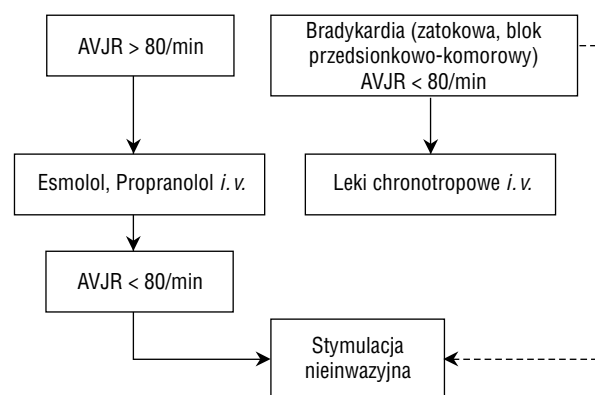 AVJR > 80/min
Bradykardia (zatokowa, blok
przedsionkowo-komorowy)
AVJR < 80/min
Esmolol, Propranolol i. v.
Leki chronotropowe i. v.
AVJR < 80/min
Stymulacja
nieinwazyjna